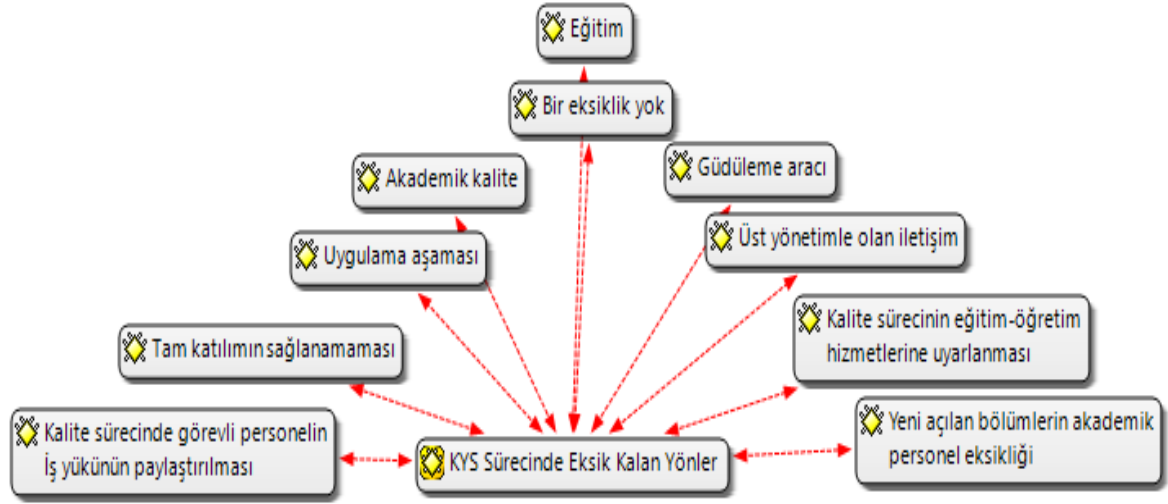 Eğitim
Bir eksiklik yok
Güdüleme aracı
Akademik kalite
Üst yönetimle olan iletişim
Uygulama aşaması
Kalite sürecinin eğitim-öğretim
hizmetlerine uyarlanması
Tam katılımın sağlanamaması
Yeni açılan bölümlerin akademik
personel eksikliği
Kalite sürecinde görevli personelin
İş yükünün paylaştırılması
KYS Sürecinde Eksik Kalan Yönler